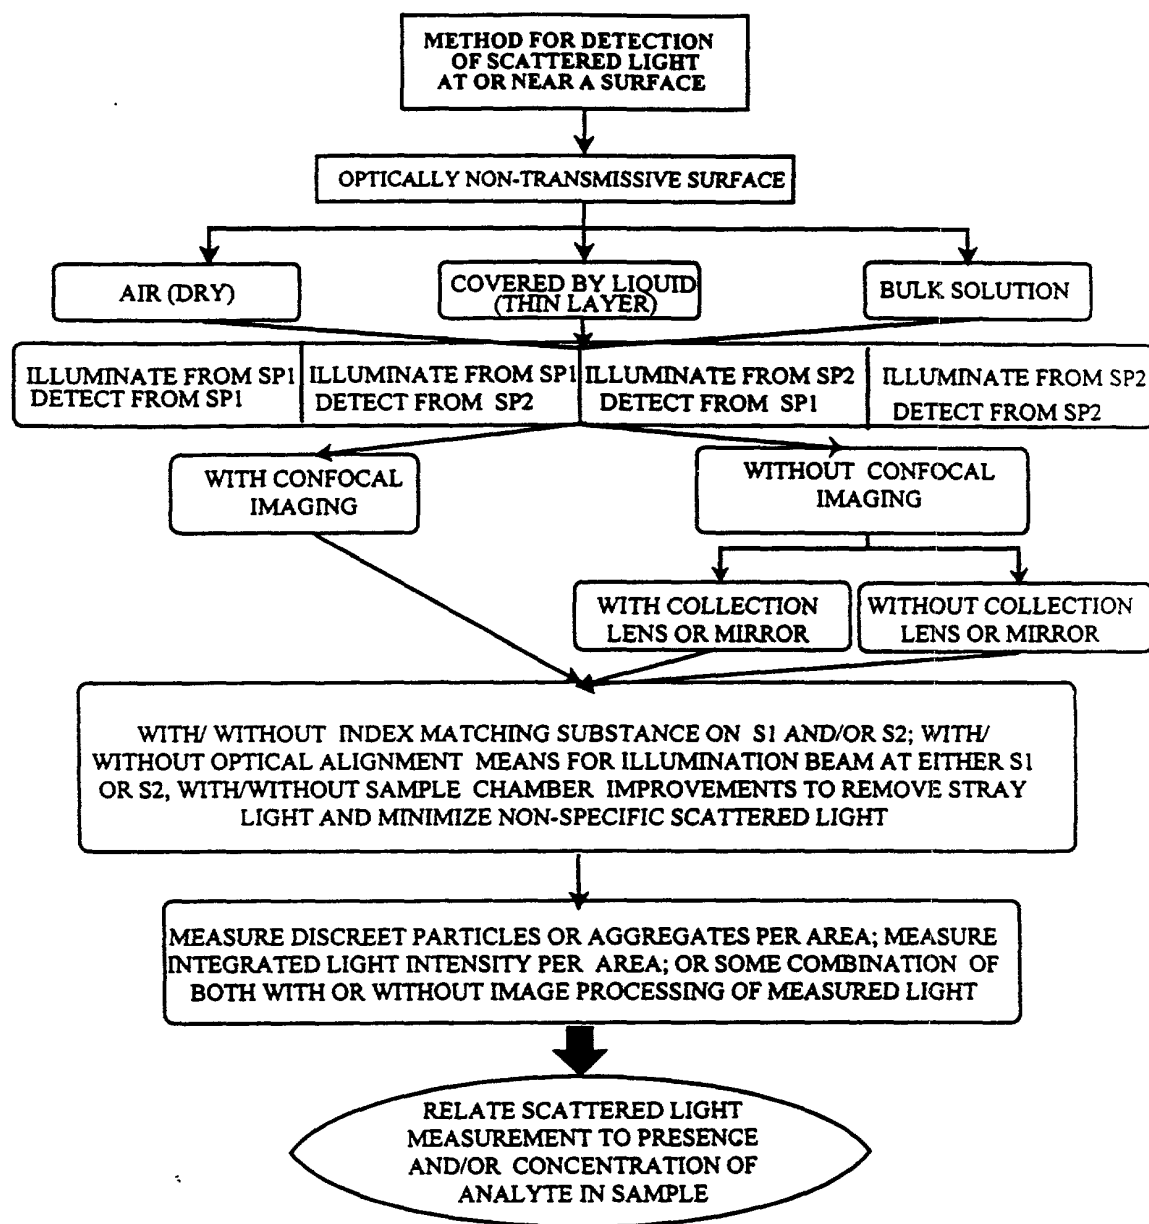 METHOD FOR DETECTION
OF SCATTERED LIGHT
AT OR NEAR A SURFACE
OPTICALLY NON-TRANSMISSIVE SURFACE
AIR (DRY)
COVERED BY LIQUID
(THIN LAYER)
BULK SOLUTION
ILLUMINATE FROM SP1
DETECT FROM SP1
ILLUMINATE FROM SP1
DETECT FROM SP2
ILLUMINATE FROM SP2
DETECT FROM SP1
ILLUMINATE FROM SP2
DETECT FROM SP2
WITH CONFOCAL
IMAGING
WITHOUT CONFOCAL
IMAGING
WITH COLLECTION
LENS OR MIRROR
WITHOUT COLLECTION
LENS OR MIRROR
WITH/ WITHOUT INDEX MATCHING SUBSTANCE ON S1 AND/OR S2; WITH/
WITHOUT OPTICAL ALIGNMENT MEANS FOR ILLUMINATION BEAM AT EITHER S1
OR S2, WITH/WITHOUT SAMPLE CHAMBER IMPROVEMENTS TO REMOVE STRAY
LIGHT AND MINIMIZE NON-SPECIFIC SCATTERED LIGHT
MEASURE DISCREET PARTICLES OR AGGREGATES PER AREA; MEASURE
INTEGRATED LIGHT INTENSITY PER AREA; OR SOME COMBINATION OF
BOTH WITH OR WITHOUT IMAGE PROCESSING OF MEASURED LIGHT
RELATE SCATTERED LIGHT
MEASUREMENT TO PRESENCE
AND/OR CONCENTRATION OF
ANALYTE IN SAMPLE